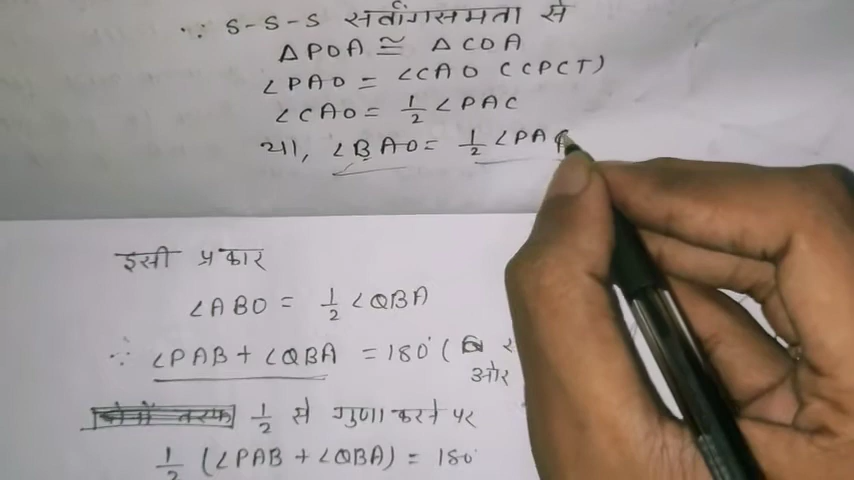 ∵ S-S-S सर्वांगसमता से
△POA ≅ △COA
∠PAO = ∠CAO (CPCT)
∠CAO = 1/2 ∠PAC
या, ∠BAO = 1/2 ∠PA
इसी प्रकार
∠ABO = 1/2 ∠QBA
∵ ∠PAB + ∠QBA = 180° (
और
1/2 से गुणा करने पर
1/2 (∠PAB + ∠QBA) = 180°